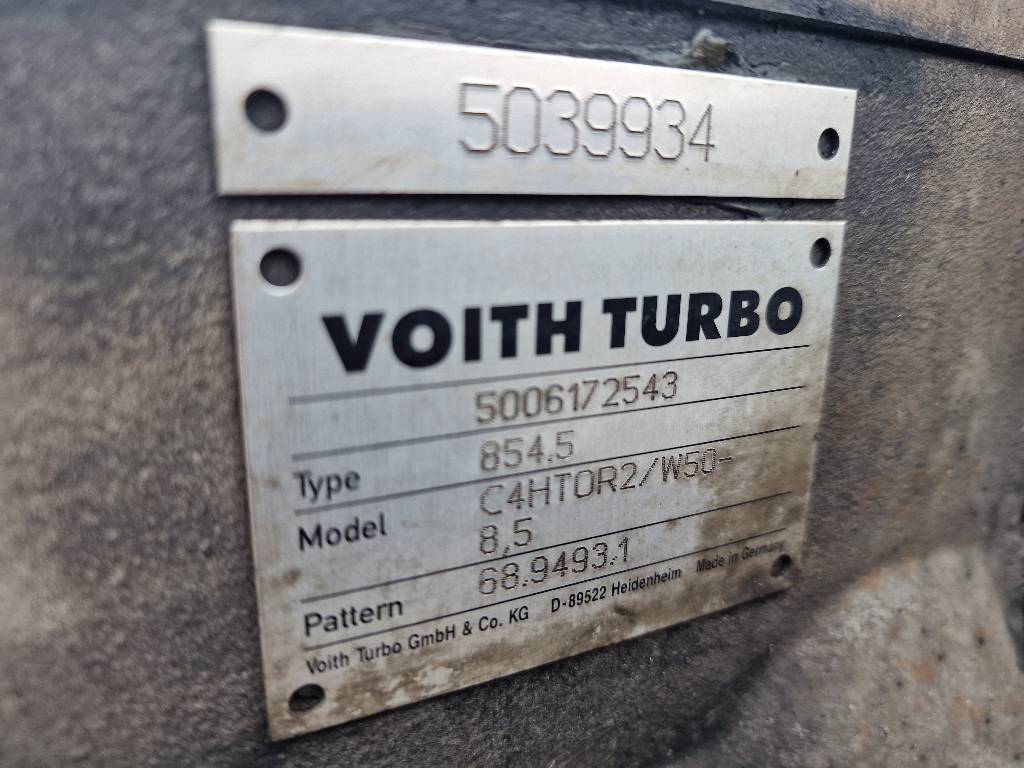 5039934
VOITH TURBO
5006172543
Type 854.5
Model C4HTOR2/W50-
8,5
Pattern 68.9493.1
Voith Turbo GmbH & Co. KG D-89522 Heidenheim Made in Germany